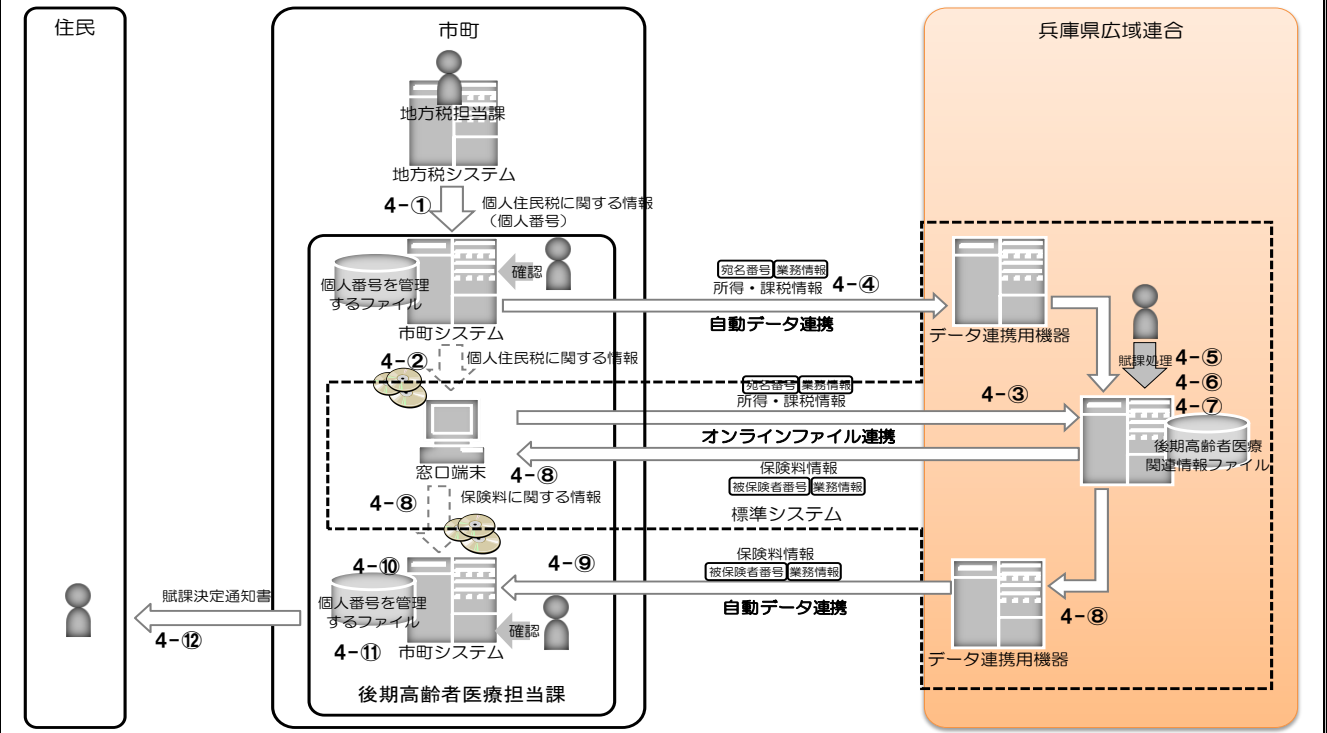 住民
市町
兵庫県広域連合
地方税担当課
地方税システム
4-①
個人住民税に関する情報
（個人番号）
個人番号を管理
するファイル
確認
市町システム
宛名番号 業務情報
所得・課税情報
4-④
自動データ連携
データ連携用機器
賦課処理
4-⑤
4-⑥
4-⑦
4-②
個人住民税に関する情報
宛名番号 業務情報
所得・課税情報
4-③
オンラインファイル連携
窓口端末
4-⑧
後期高齢者医療
関連情報ファイル
保険料情報
被保険者番号 業務情報
標準システム
4-⑧
保険料に関する情報
4-⑩
4-⑨
保険料情報
被保険者番号 業務情報
自動データ連携
4-⑧
データ連携用機器
個人番号を管理
するファイル
確認
4-⑪
市町システム
後期高齢者医療担当課
賦課決定通知書
4-⑫